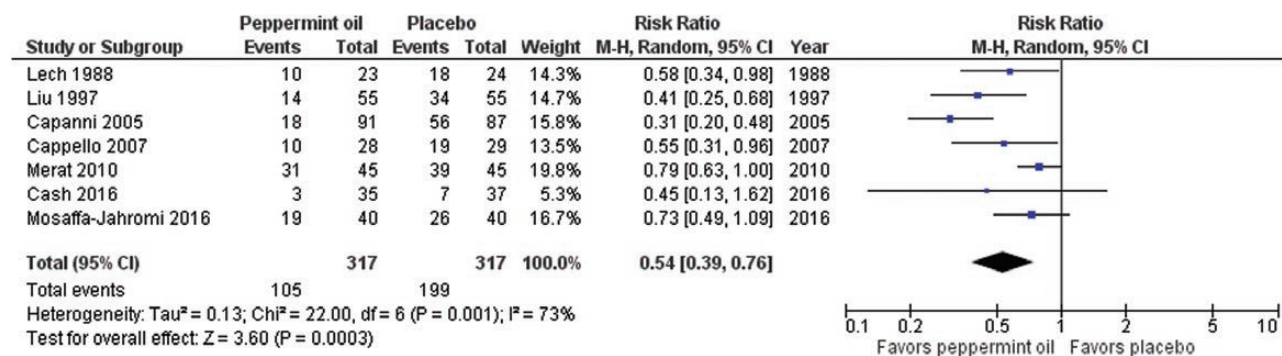 Peppermint oil Placebo Risk Ratio Risk Ratio
Study or Subgroup Events Total Events Total Weight M-H, Random, 95% CI Year M-H, Random, 95% CI
Lech 1988 10 23 18 24 14.3% 0.58 [0.34, 0.98] 1988
Liu 1997 14 55 34 55 14.7% 0.41 [0.25, 0.68] 1997
Capanni 2005 18 91 56 87 15.8% 0.31 [0.20, 0.48] 2005
Cappello 2007 10 28 19 29 13.5% 0.55 [0.31, 0.96] 2007
Merat 2010 31 45 39 45 19.8% 0.79 [0.63, 1.00] 2010
Cash 2016 3 35 7 37 5.3% 0.45 [0.13, 1.62] 2016
Mosaffa-Jahromi 2016 19 40 26 40 16.7% 0.73 [0.49, 1.09] 2016
Total (95% CI) 317 317 100.0% 0.54 [0.39, 0.76]
Total events 105 199
Heterogeneity: Tau² = 0.13; Chi² = 22.00, df = 6 (P = 0.001); I² = 73%
Test for overall effect: Z = 3.60 (P = 0.0003)
0.1 0.2 0.5 1 2 5 10
Favors peppermint oil Favors placebo